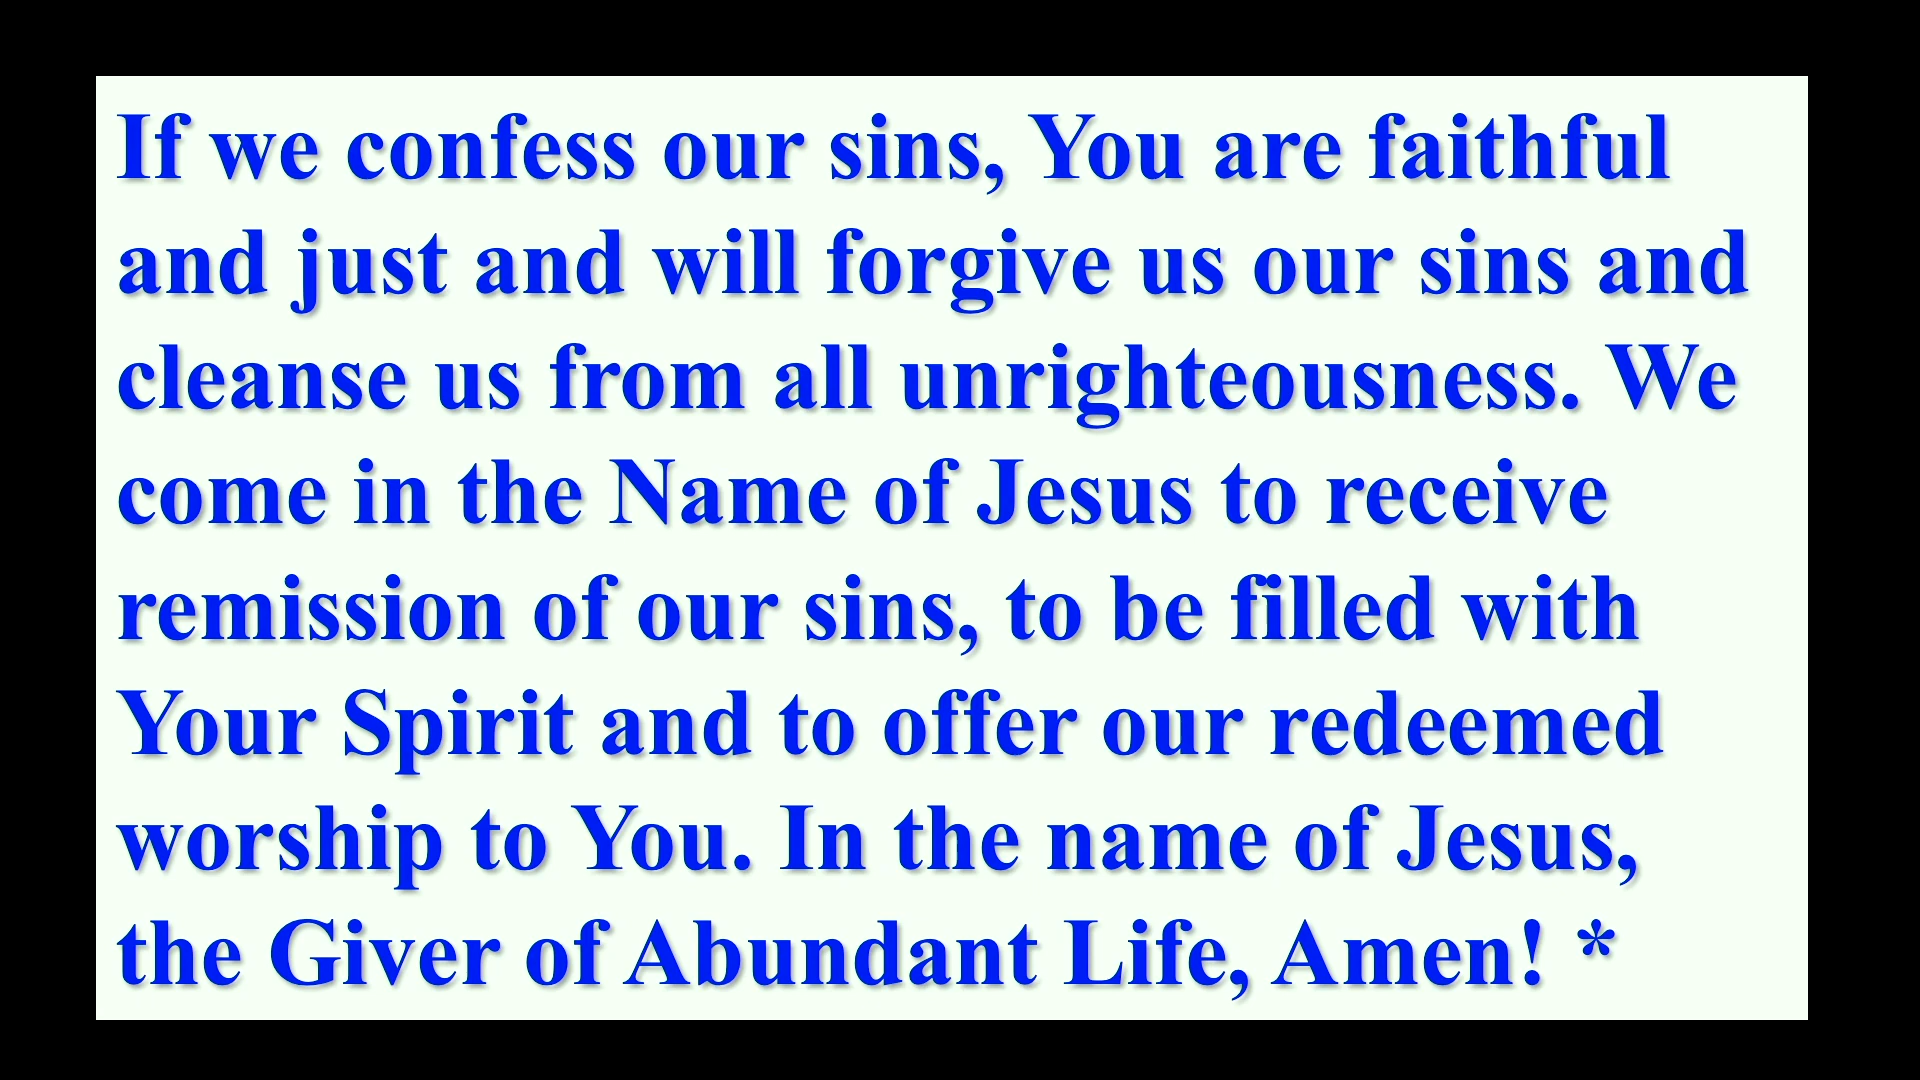 If we confess our sins, You are faithful
and just and will forgive us our sins and
cleanse us from all unrighteousness. We
come in the Name of Jesus to receive
remission of our sins, to be filled with
Your Spirit and to offer our redeemed
worship to You. In the name of Jesus,
the Giver of Abundant Life, Amen! *